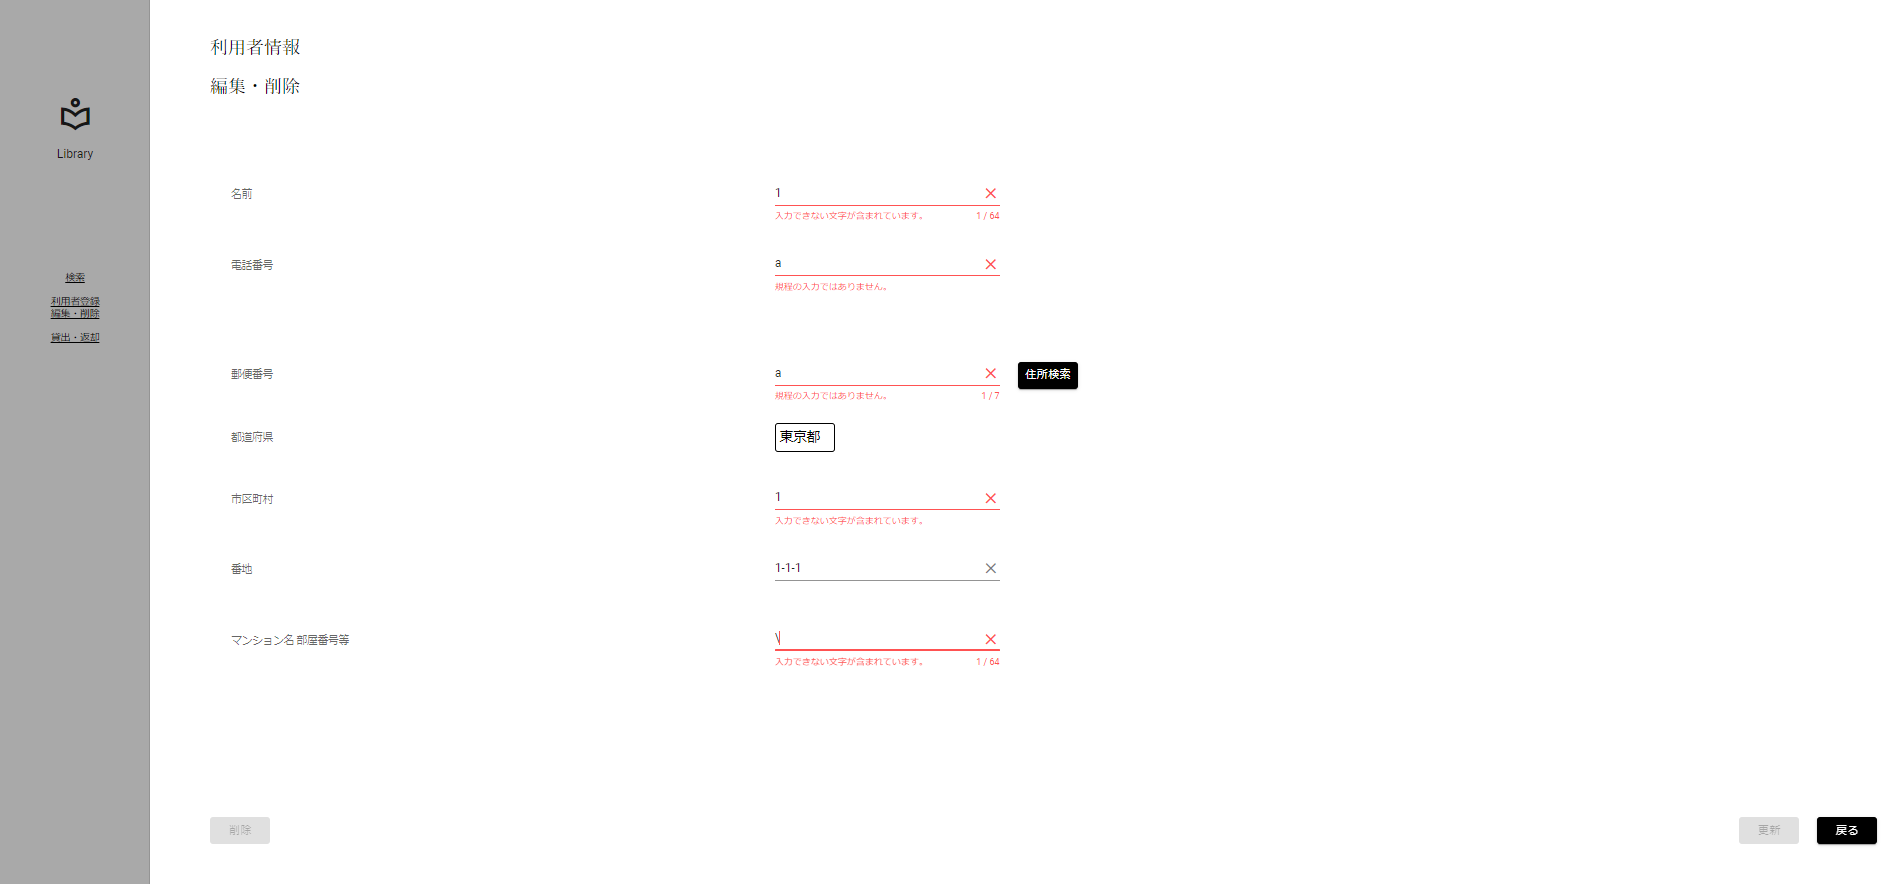 Library
検索
利用者登録
編集・削除
貸出・返却
利用者情報
編集・削除
名前
1
入力できない文字が含まれています。 1 / 64
電話番号
a
規程の入力ではありません。
郵便番号
a
住所検索
規程の入力ではありません。 1 / 7
都道府県
東京都
市区町村
1
入力できない文字が含まれています。
番地
1-1-1
マンション名 部屋番号等
\
入力できない文字が含まれています。 1 / 64
削除
更新
戻る